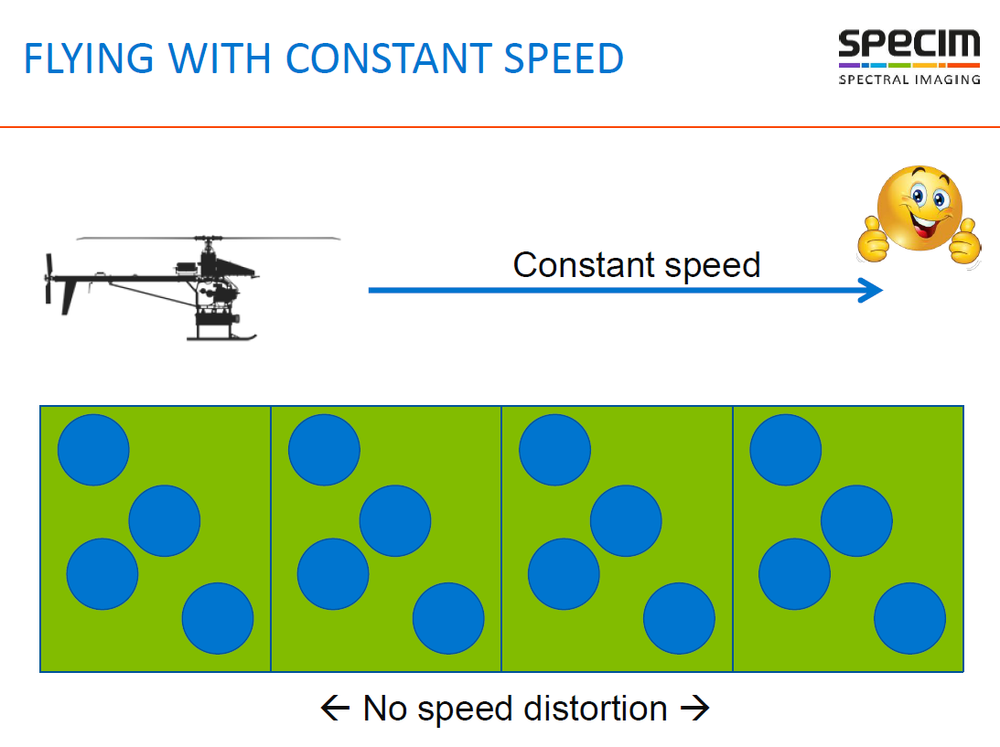 FLYING WITH CONSTANT SPEED
SPECIM
SPECTRAL IMAGING
Constant speed
← No speed distortion →